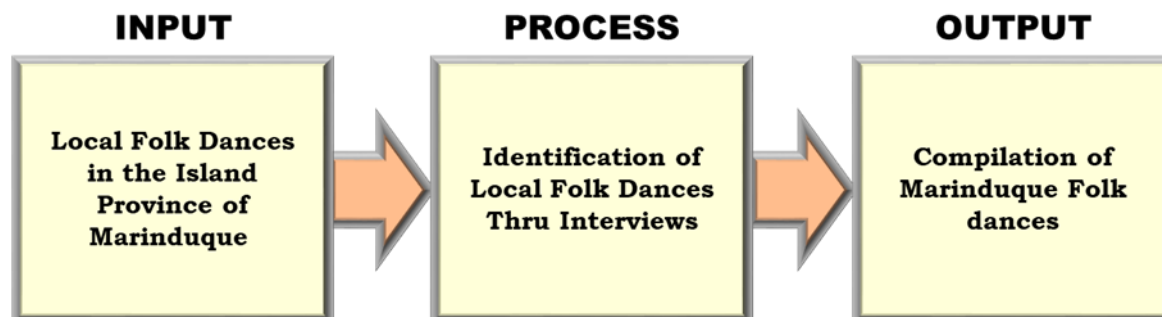 INPUT
PROCESS
OUTPUT
Local Folk Dances
in the Island
Province of
Marinduque
Identification of
Local Folk Dances
Thru Interviews
Compilation of
Marinduque Folk
dances